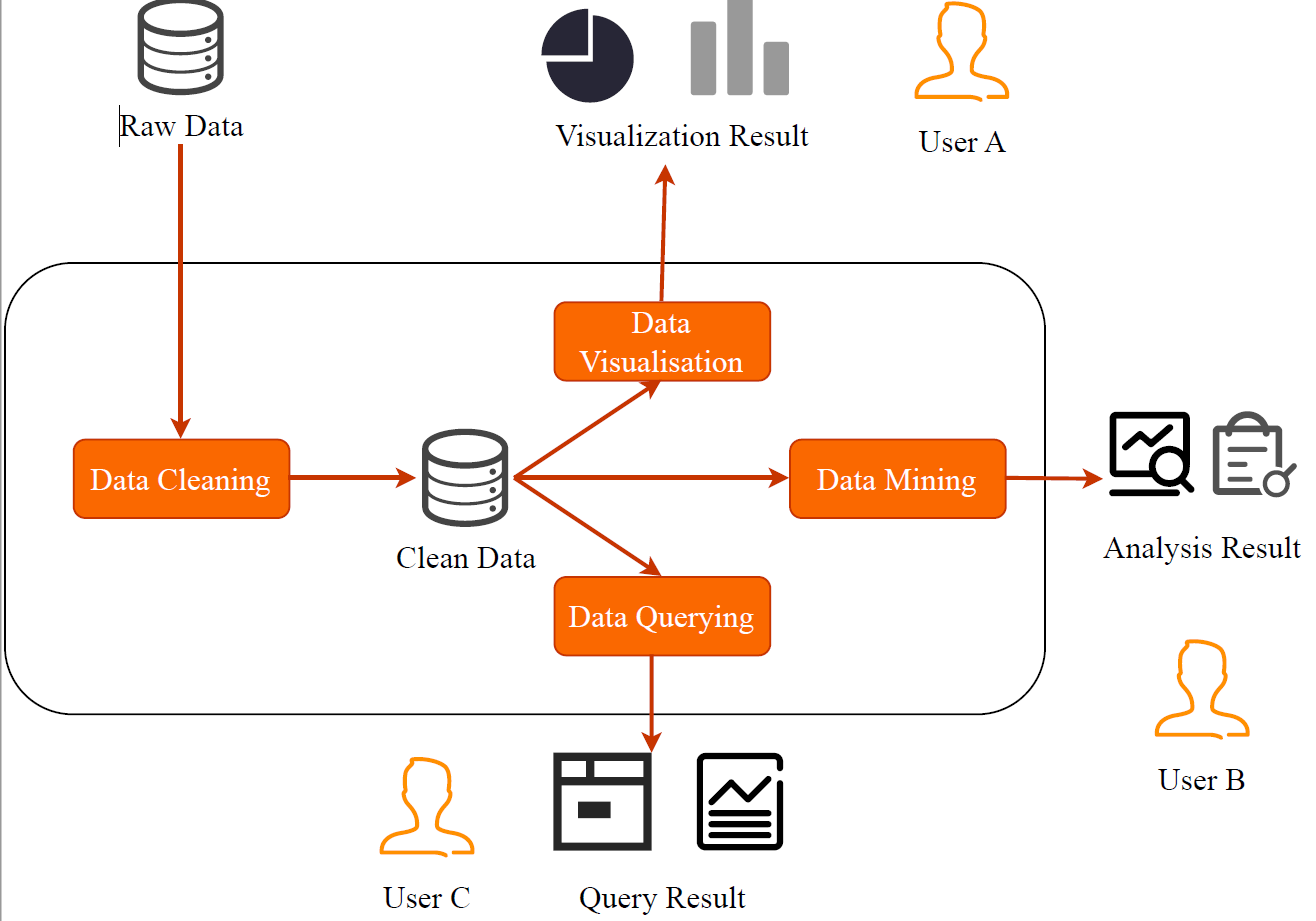 Raw Data
Visualization Result
User A
Data
Visualisation
Data Cleaning
Data Mining
Clean Data
Analysis Result
Data Querying
User B
User C
Query Result